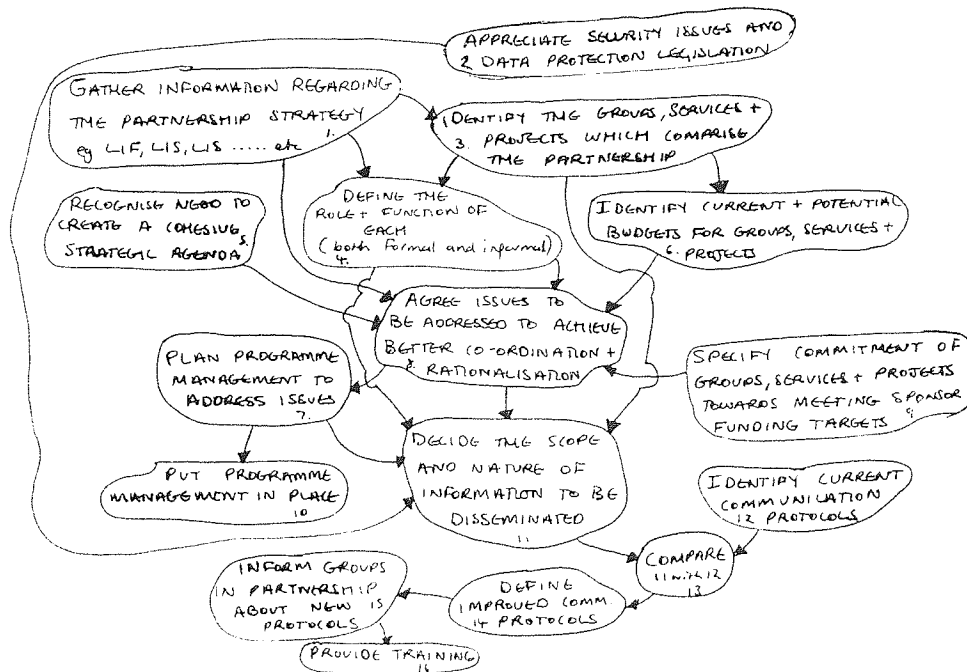 APPRECIATE SECURITY ISSUES AND
2 DATA PROTECTION LEGISLATION
GATHER INFORMATION REGARDING
THE PARTNERSHIP STRATEGY
1.
eg LIF, LIS, LIS ..... etc
IDENTIFY THE GROUPS, SERVICES +
3. PROJECTS WHICH COMPRISE
THE PARTNERSHIP
RECOGNISE NEED TO
CREATE A COHESIVE
5.
STRATEGIC AGENDA
DEFINE THE
ROLE + FUNCTION OF
EACH
(both formal and informal)
4.
IDENTIFY CURRENT + POTENTIAL
BUDGETS FOR GROUPS, SERVICES +
6. PROJECTS
AGREE ISSUES TO
BE ADDRESSED TO ACHIEVE
BETTER CO-ORDINATION +
8. RATIONALISATION
PLAN PROGRAMME
MANAGEMENT TO
ADDRESS ISSUES
7.
SPECIFY COMMITMENT OF
GROUPS, SERVICES + PROJECTS
TOWARDS MEETING SPONSOR
FUNDING TARGETS 9
PUT PROGRAMME
MANAGEMENT IN PLACE
10
DECIDE THE SCOPE
AND NATURE OF
INFORMATION TO BE
DISSEMINATED
11
IDENTIFY CURRENT
COMMUNICATION
12 PROTOCOLS
COMPARE
11 with 12
13
DEFINE
IMPROVED COMM.
14 PROTOCOLS
INFORM GROUPS
IN PARTNERSHIP
ABOUT NEW 15
PROTOCOLS
PROVIDE TRAINING
16